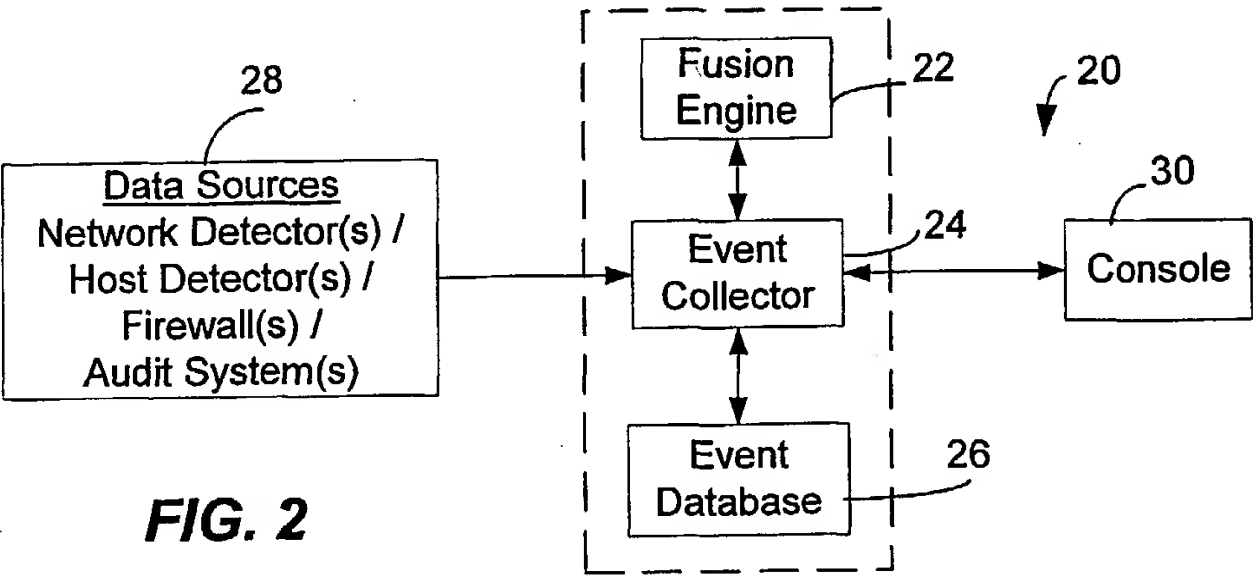 28
Data Sources
Network Detector(s) /
Host Detector(s) /
Firewall(s) /
Audit System(s)
Fusion
Engine
22
20
Event
Collector
24
30
Console
Event
Database
26
FIG. 2